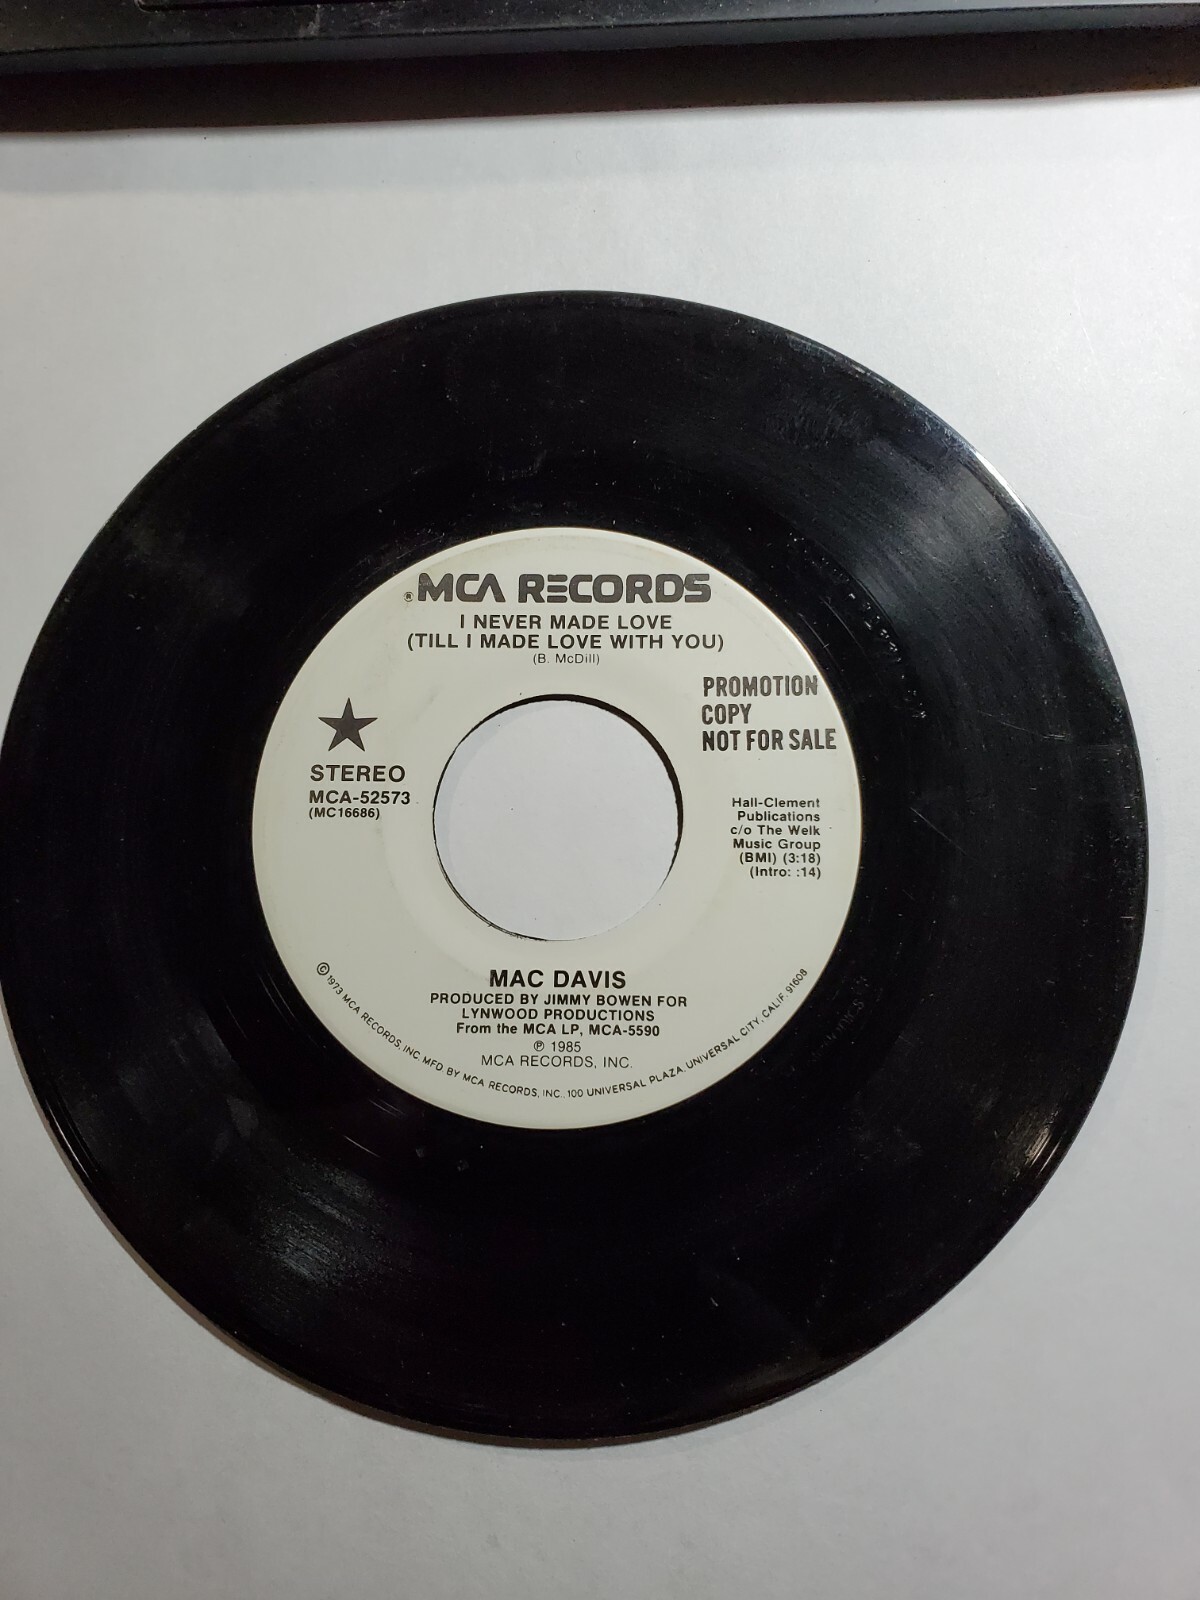 ® MCA RECORDS
I NEVER MADE LOVE
(TILL I MADE LOVE WITH YOU)
(B. McDill)
PROMOTION
COPY
NOT FOR SALE
STEREO
MCA-52573
(MC16686)
Hall-Clement
Publications
c/o The Welk
Music Group
(BMI) (3:18)
(Intro: :14)
MAC DAVIS
PRODUCED BY JIMMY BOWEN FOR
LYNWOOD PRODUCTIONS
From the MCA LP, MCA-5590
℗ 1985
MCA RECORDS, INC.
© 1973 MCA RECORDS, INC. MFD. BY MCA RECORDS, INC., 100 UNIVERSAL PLAZA, UNIVERSAL CITY, CALIF. 91608